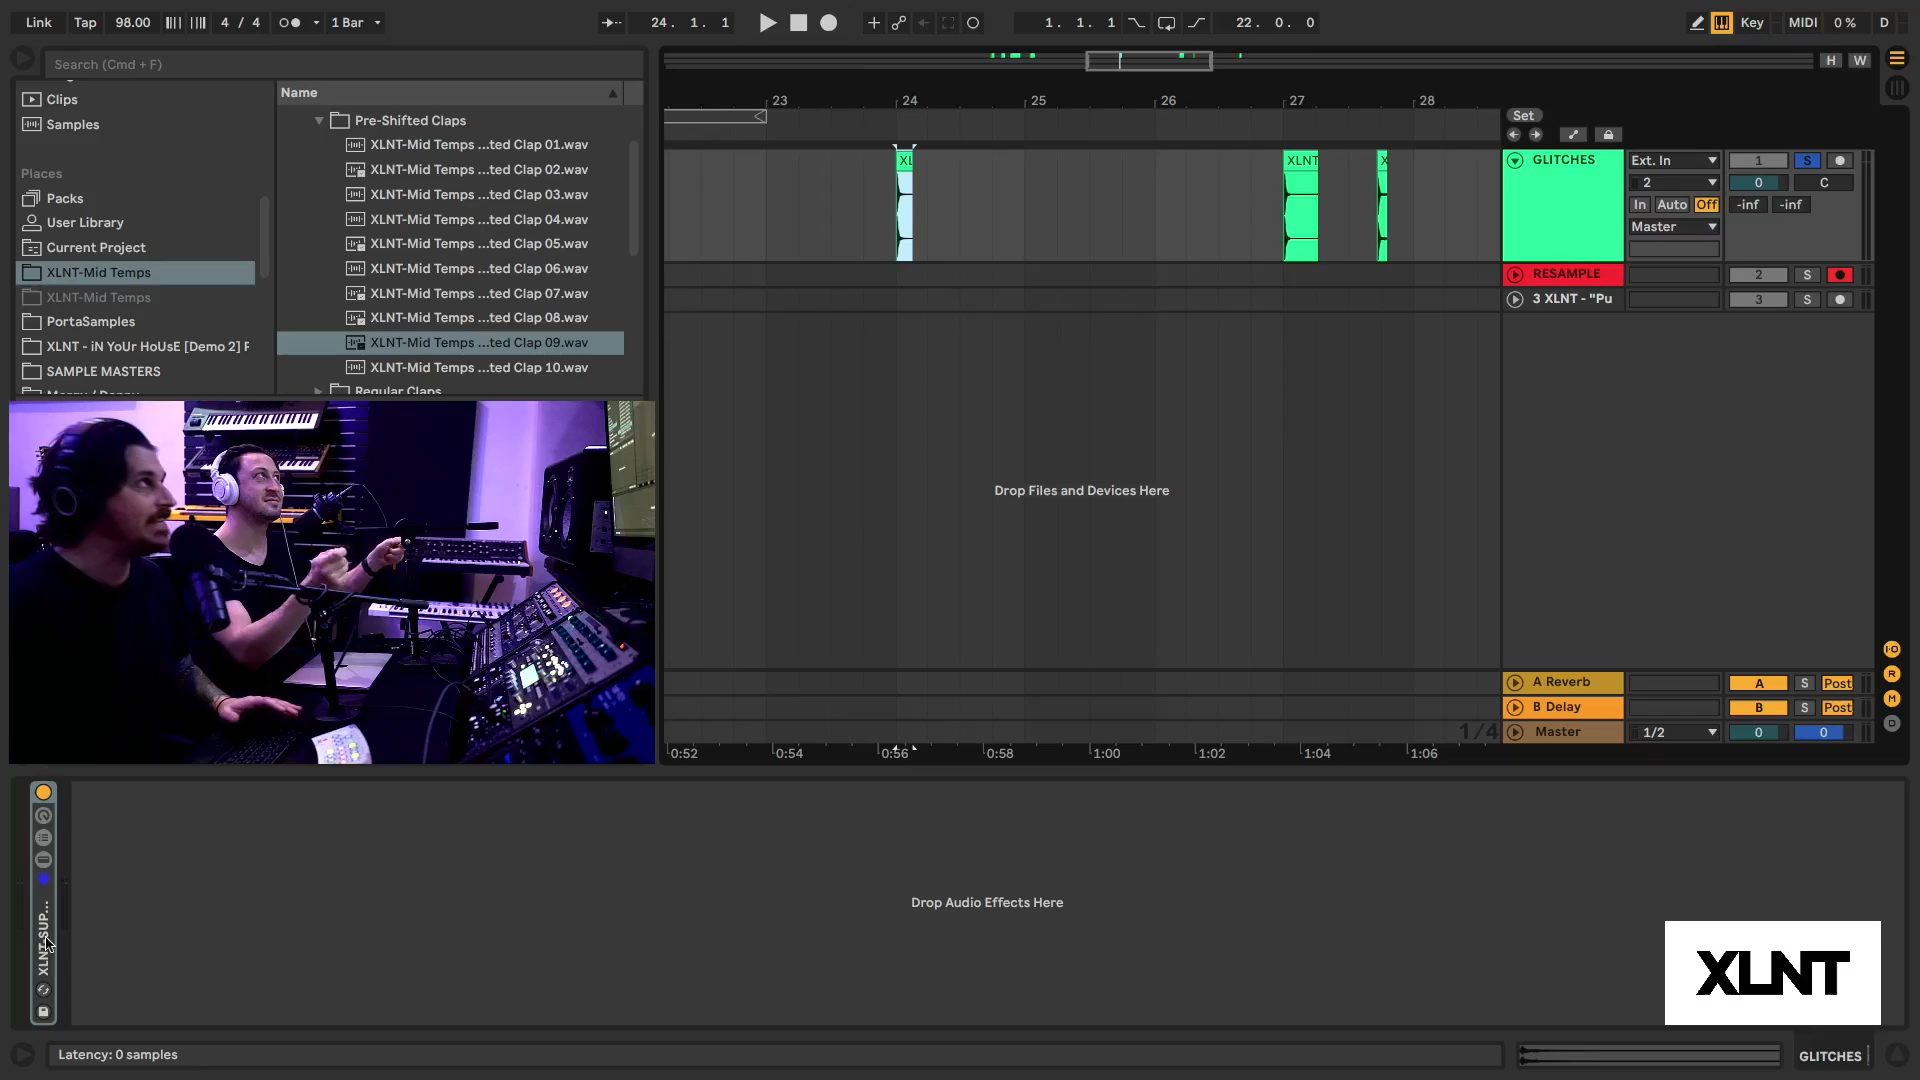 Link Tap 98.00 4 / 4 1 Bar 24. 1. 1 1. 1. 1 22. 0. 0 Key MIDI 0 % D
Search (Cmd + F)
H W
Clips
Samples
Places
Packs
User Library
Current Project
XLNT-Mid Temps
XLNT-Mid Temps
PortaSamples
XLNT - iN YoUr HoUsE [Demo 2] F
SAMPLE MASTERS
Name
Pre-Shifted Claps
XLNT-Mid Temps ...ted Clap 01.wav
XLNT-Mid Temps ...ted Clap 02.wav
XLNT-Mid Temps ...ted Clap 03.wav
XLNT-Mid Temps ...ted Clap 04.wav
XLNT-Mid Temps ...ted Clap 05.wav
XLNT-Mid Temps ...ted Clap 06.wav
XLNT-Mid Temps ...ted Clap 07.wav
XLNT-Mid Temps ...ted Clap 08.wav
XLNT-Mid Temps ...ted Clap 09.wav
XLNT-Mid Temps ...ted Clap 10.wav
Regular Claps
23 24 25 26 27 28
Set
XL XLNT X
GLITCHES Ext. In 1 S
2 0 C
In Auto Off -inf -inf
Master
RESAMPLE 2 S
3 XLNT - "Pu 3 S
Drop Files and Devices Here
A Reverb A S Post
B Delay B S Post
1/4 Master 1/2 0 0
0:52 0:54 0:56 0:58 1:00 1:02 1:04 1:06
I·O
R
M
D
XLNT-SUP...
Drop Audio Effects Here
XLNT
Latency: 0 samples
GLITCHES